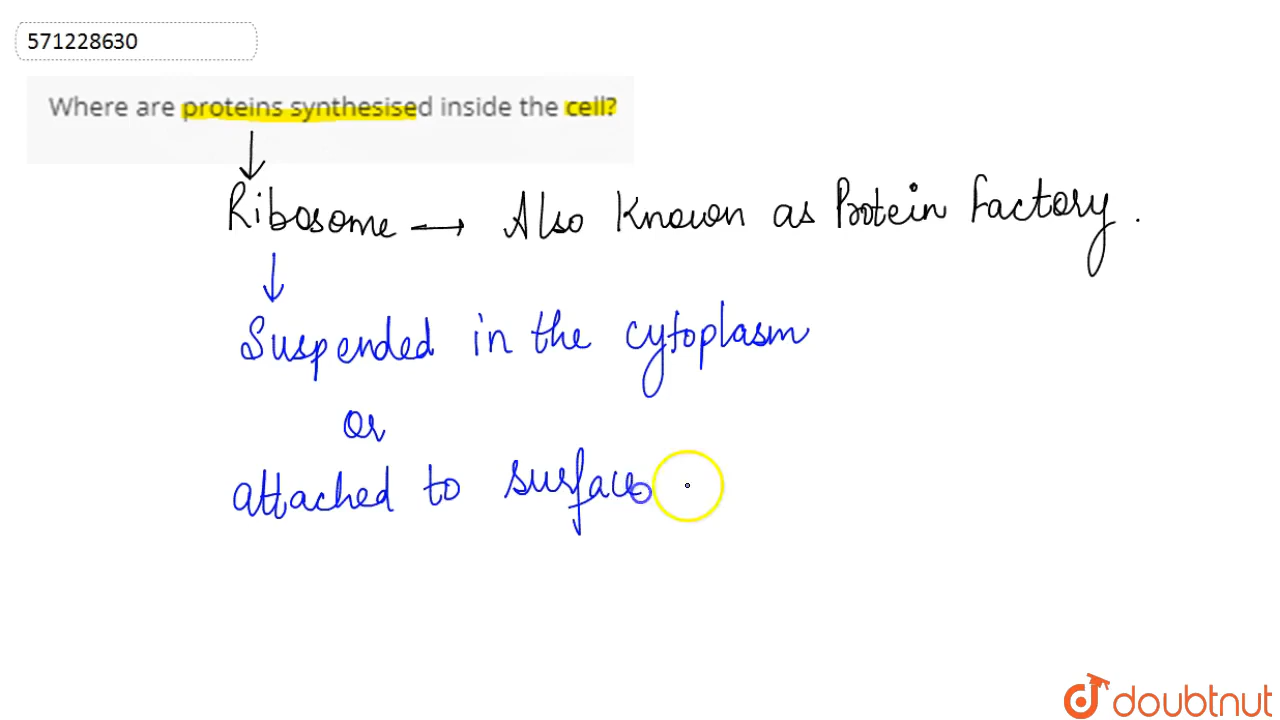 571228630
Where are proteins synthesised inside the cell?
Ribosome → Also Known as Protein Factory.
Suspended in the cytoplasm
or
attached to surface
doubtnut